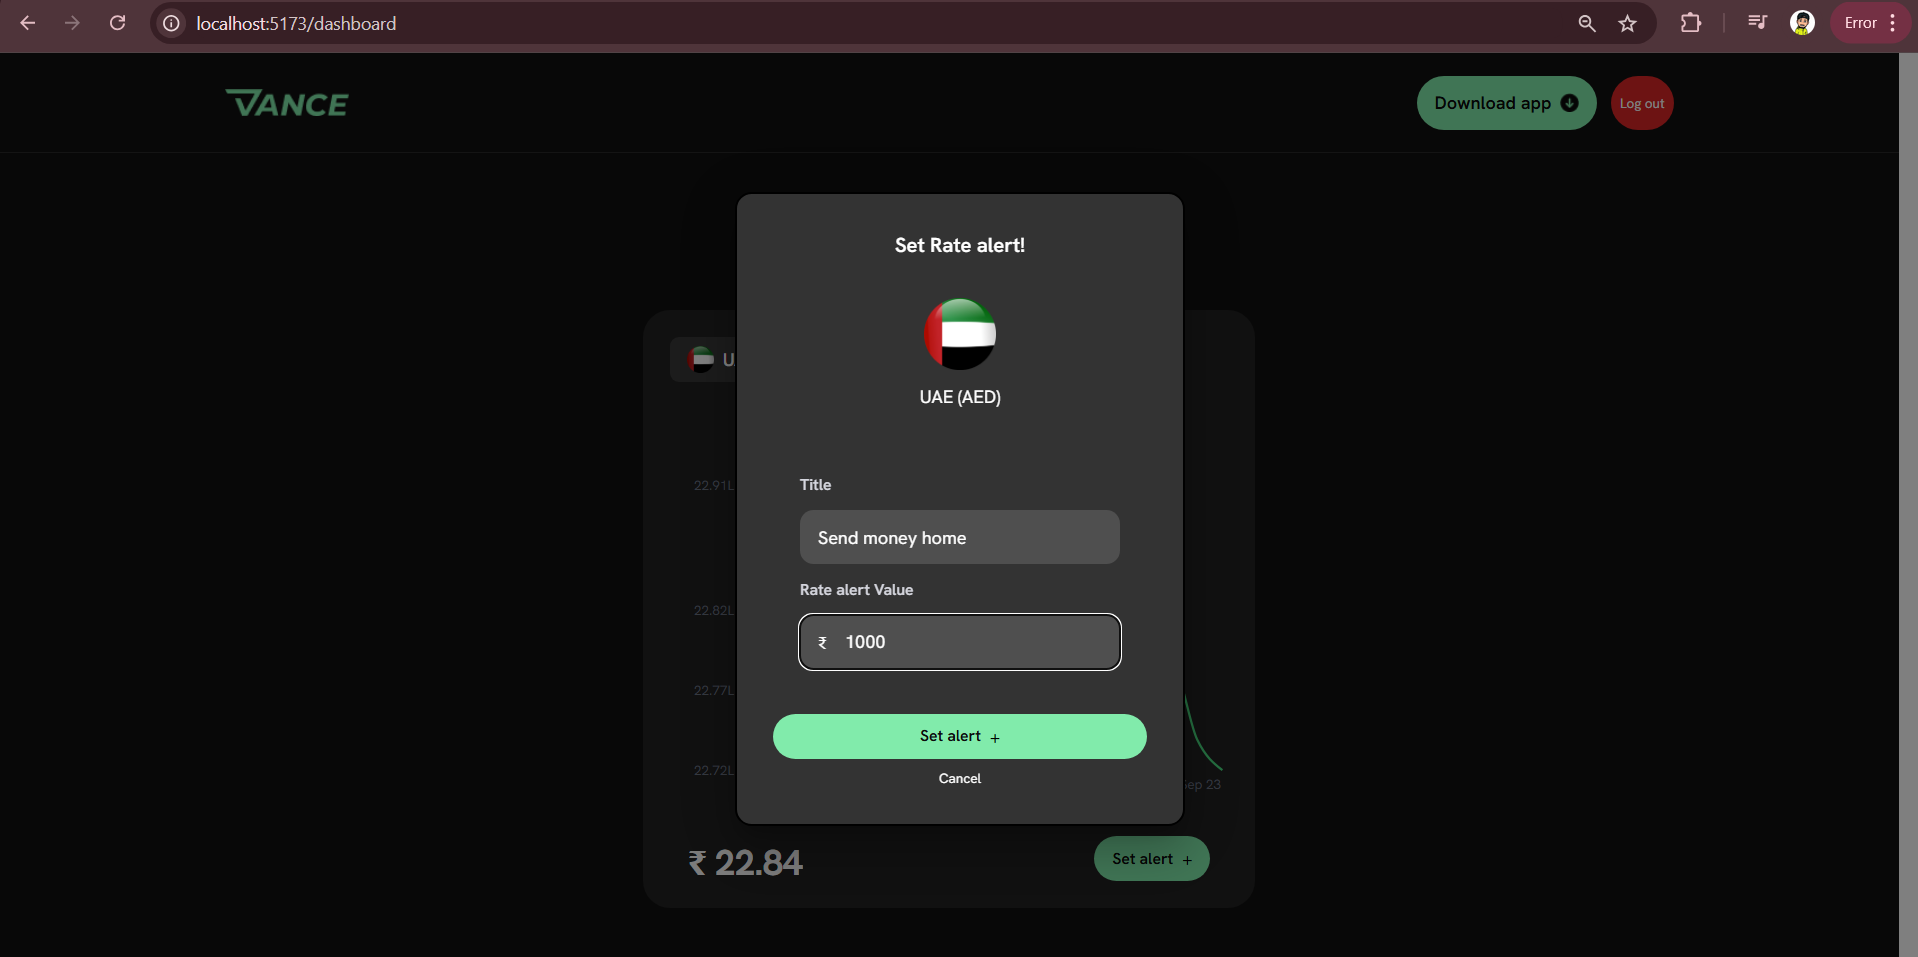 localhost:5173/dashboard
Error
VANCE
Download app
Log out
Set Rate alert!
UAE (AED)
Title
Send money home
Rate alert Value
₹ 1000
Set alert +
Cancel
22.91L
22.82L
22.77L
22.72L
Sep 23
₹ 22.84
Set alert +